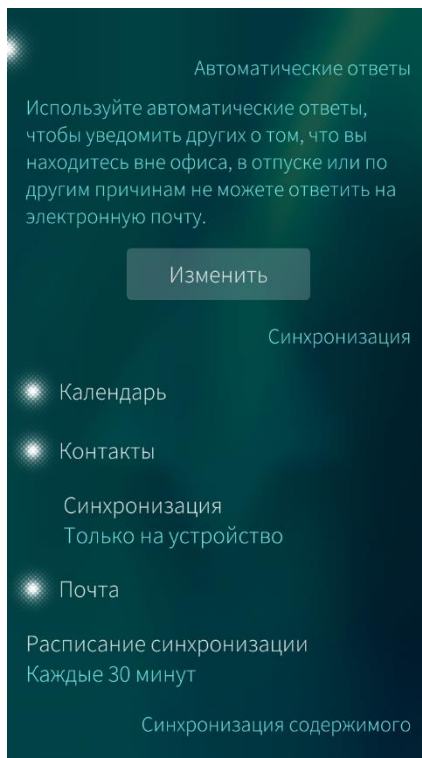 Автоматические ответы
Используйте автоматические ответы,
чтобы уведомить других о том, что вы
находитесь вне офиса, в отпуске или по
другим причинам не можете ответить на
электронную почту.
Изменить
Синхронизация
Календарь
Контакты
Синхронизация
Только на устройство
Почта
Расписание синхронизации
Каждые 30 минут
Синхронизация содержимого